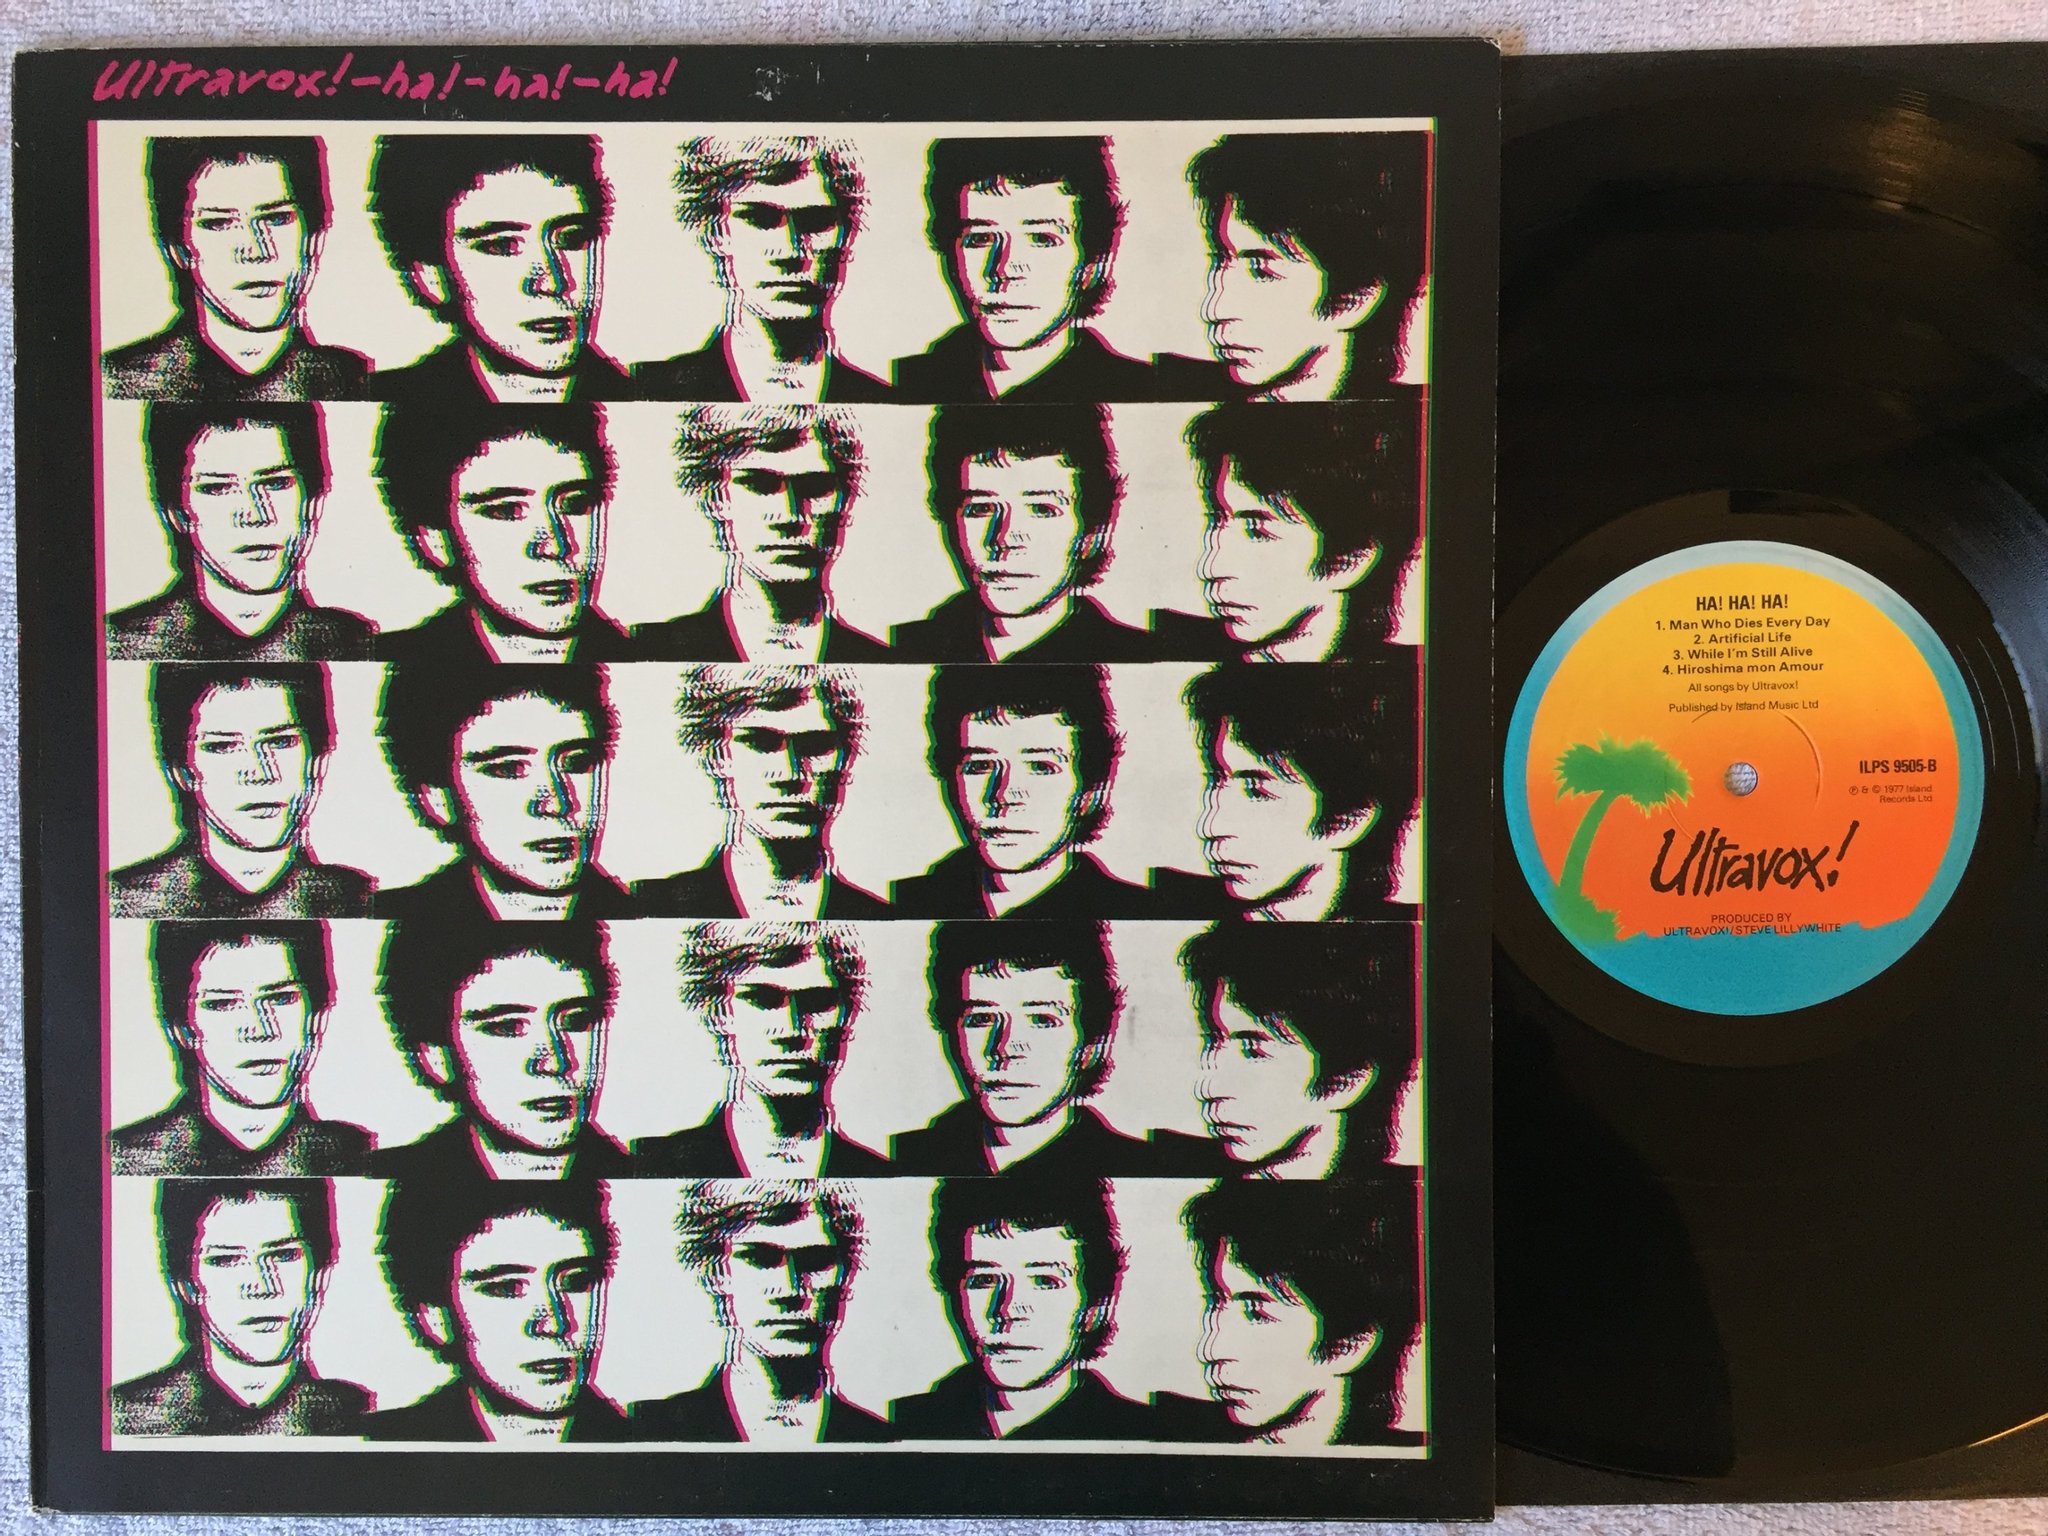 Ultravox!-ha!-ha!-ha!
HA! HA! HA!
1. Man Who Dies Every Day
2. Artificial Life
3. While I'm Still Alive
4. Hiroshima mon Amour
All songs by Ultravox!
Published by Island Music Ltd
ILPS 9505-B
℗ & © 1977 Island
Records Ltd
Ultravox!
PRODUCED BY
ULTRAVOX!/STEVE LILLYWHITE